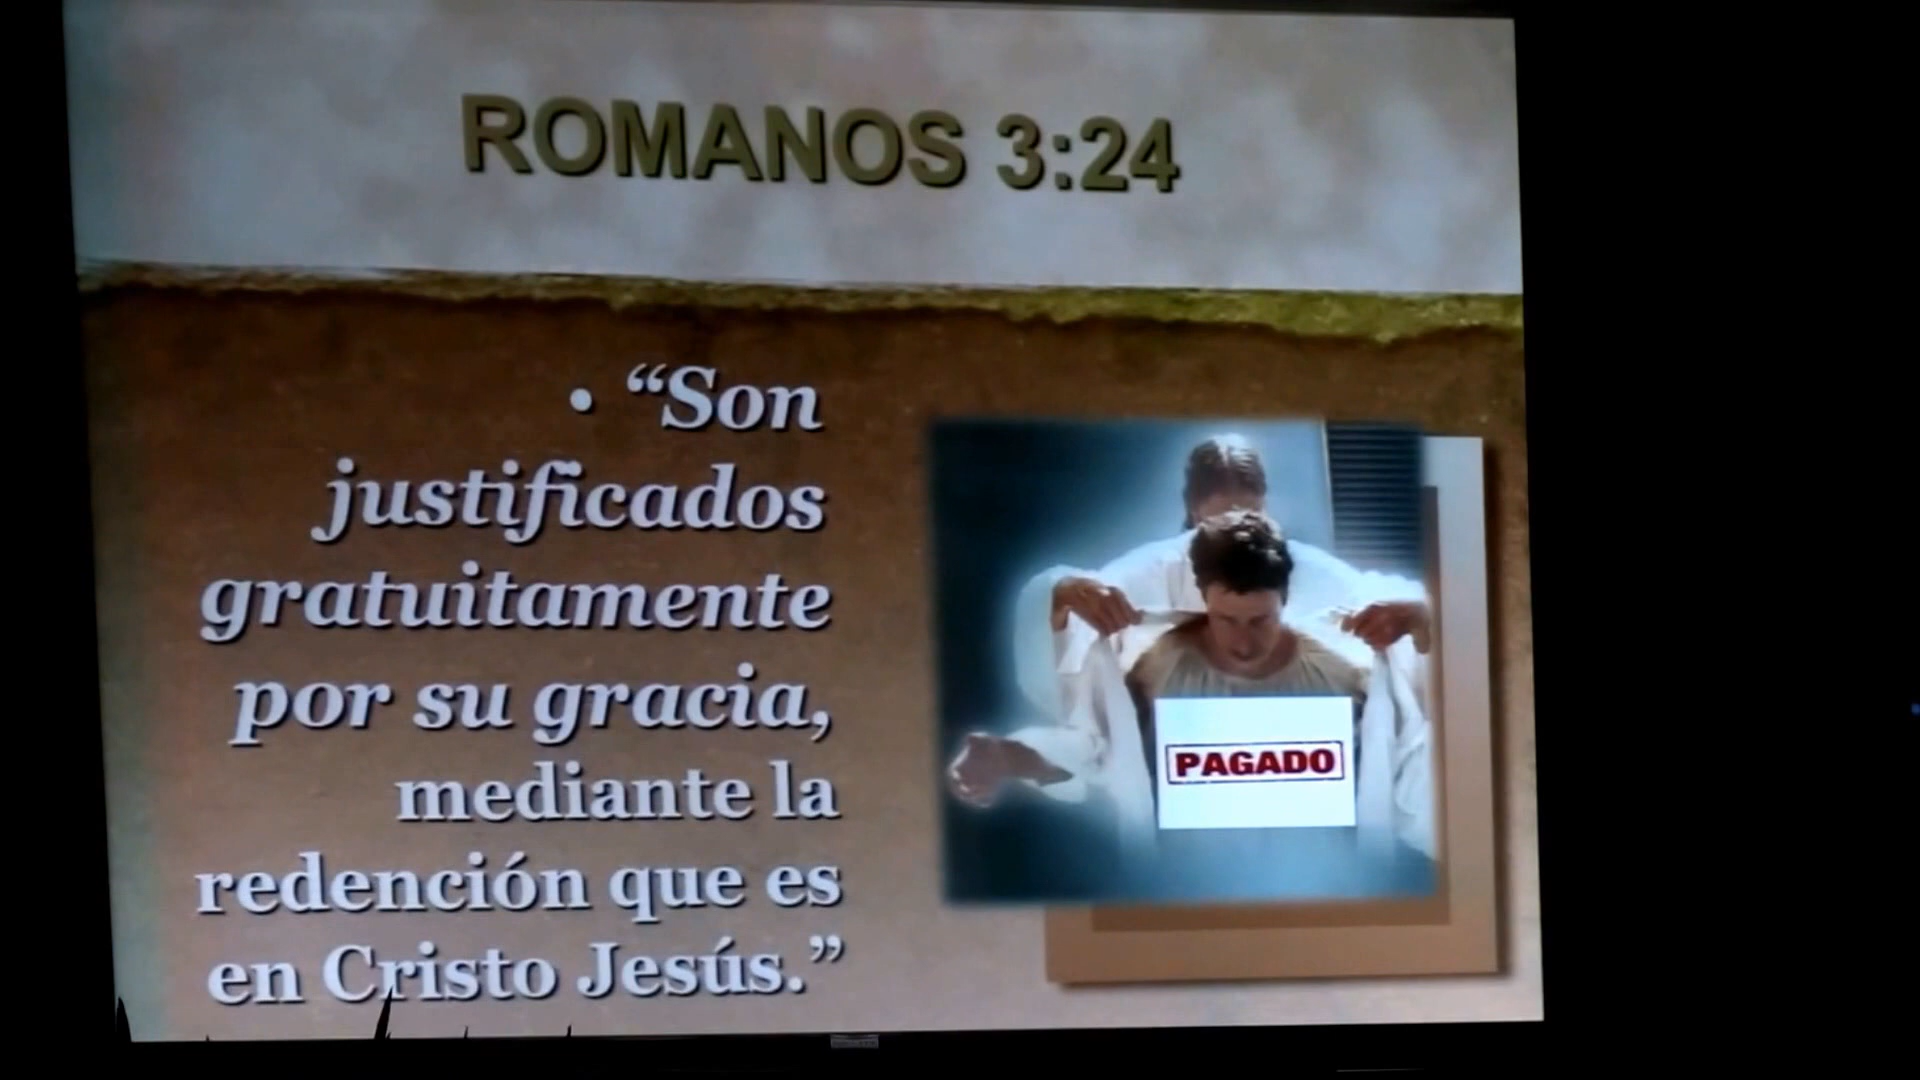 ROMANOS 3:24
• “Son
justificados
gratuitamente
por su gracia,
mediante la
redención que es
en Cristo Jesús.”
PAGADO